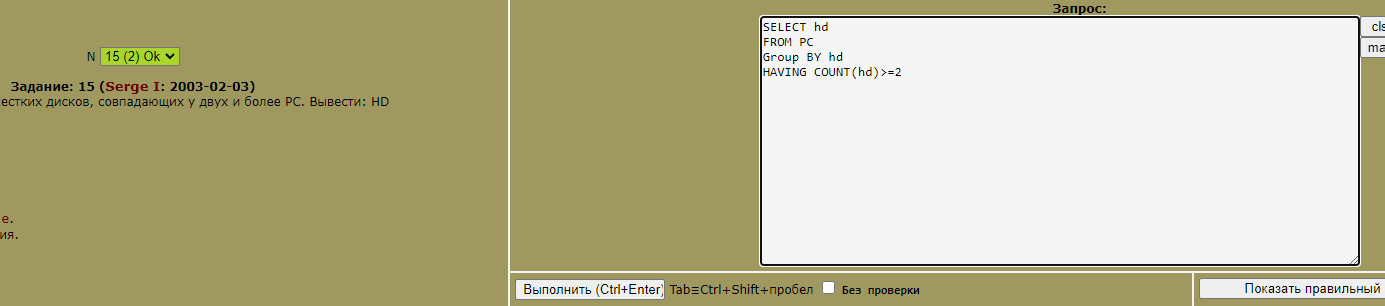 Запрос:
SELECT hd
FROM PC
Group BY hd
HAVING COUNT(hd)>=2
N 15 (2) Ok
Задание: 15 (Serge I: 2003-02-03)
дисков, совпадающих у двух и более PC. Вывести: HD
Выполнить (Ctrl+Enter) Tab≡Ctrl+Shift+пробел Без проверки
Показать правильный